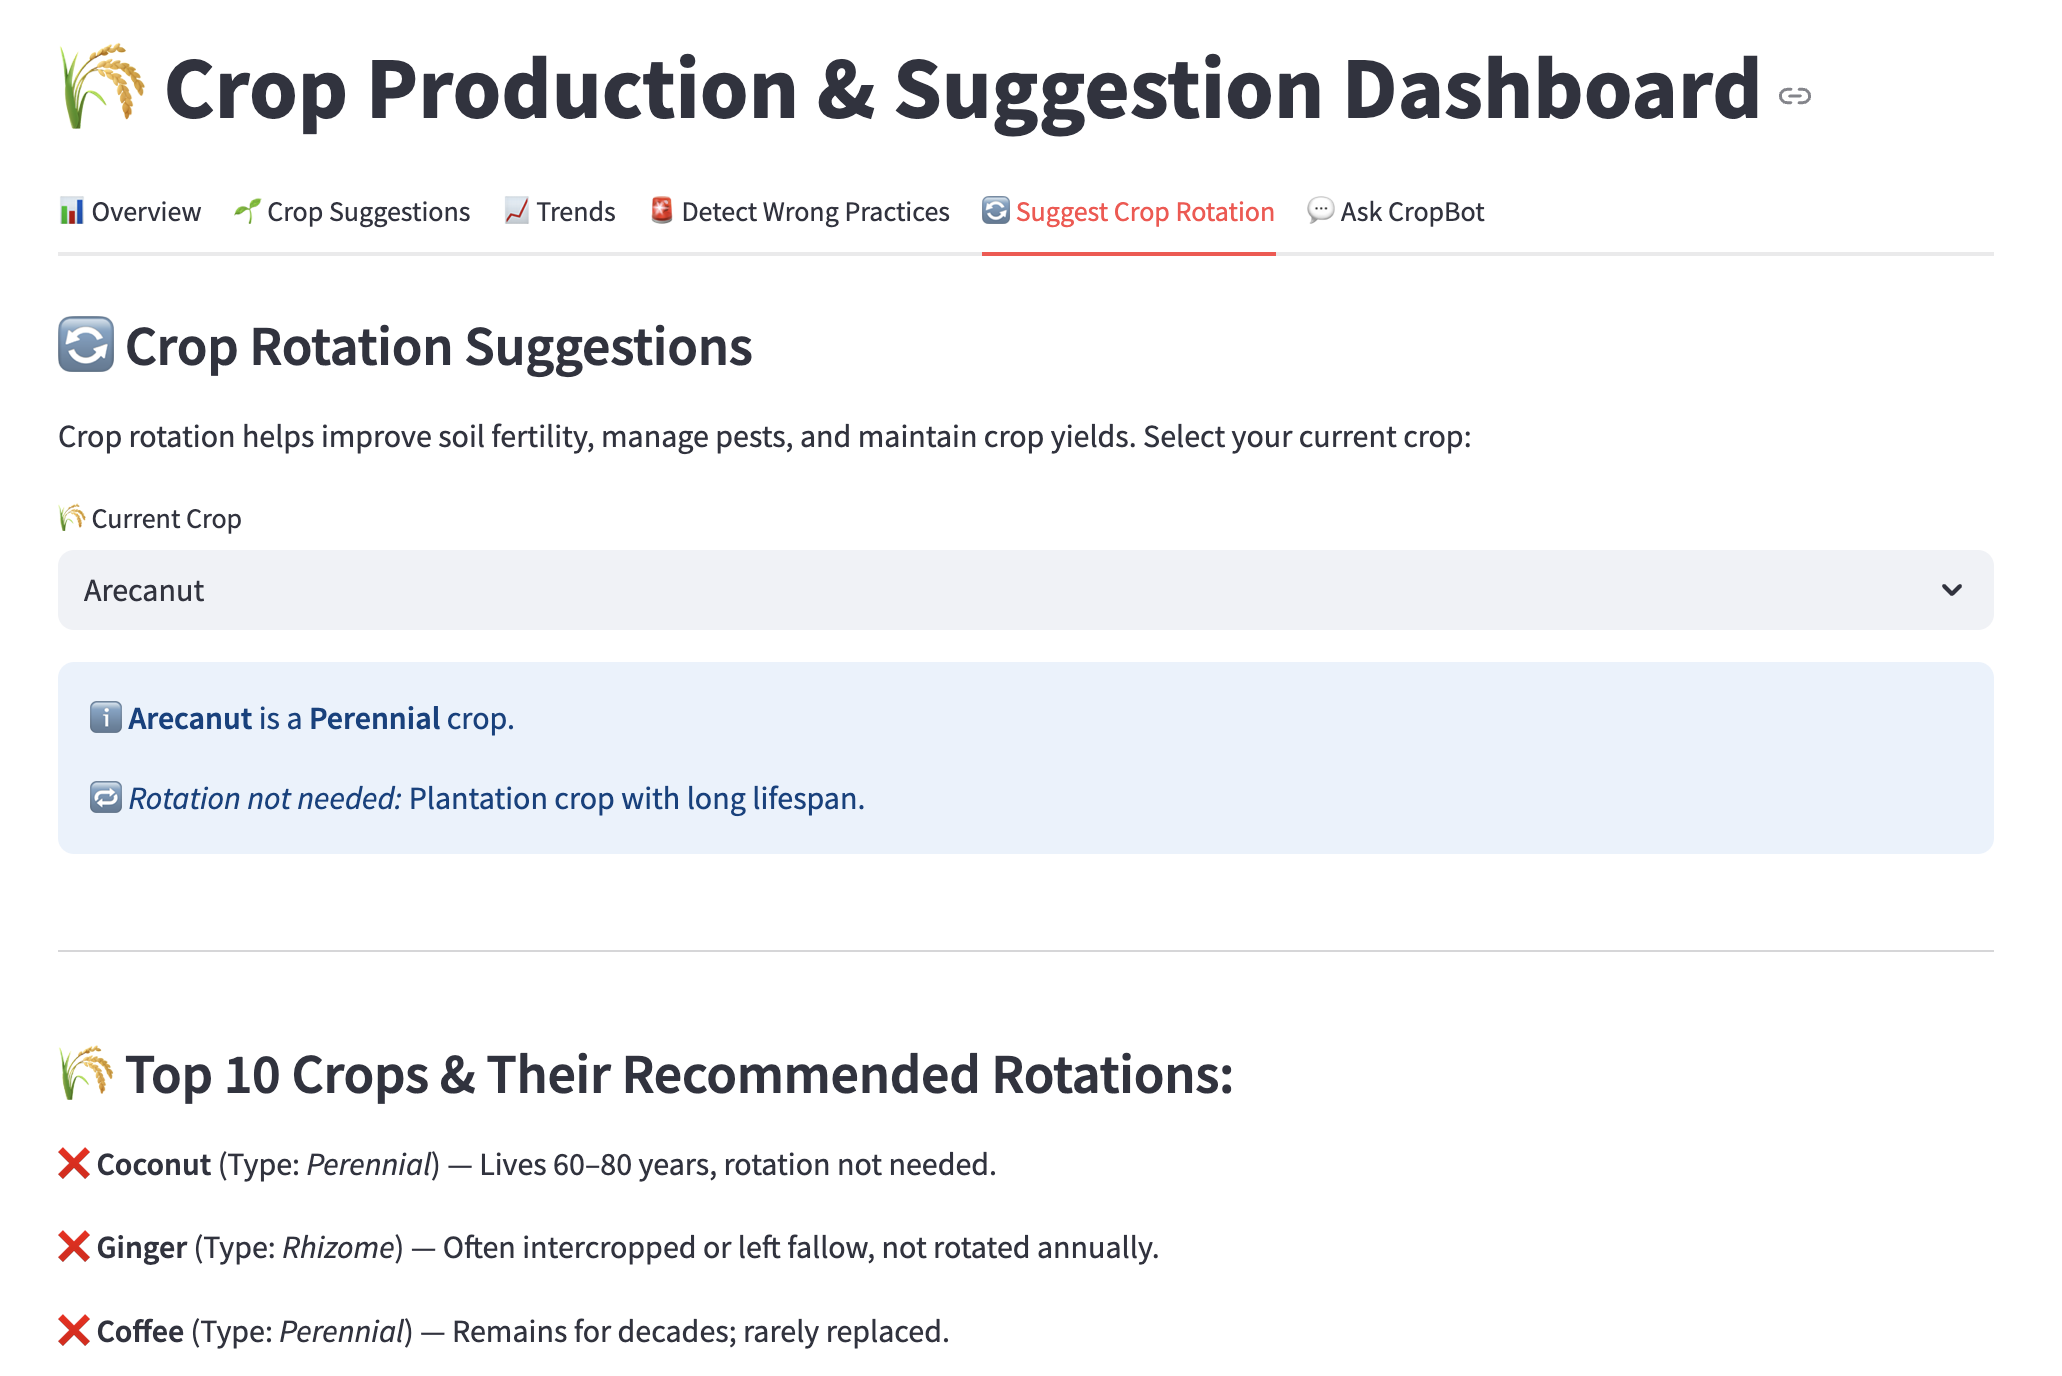 🌾 Crop Production & Suggestion Dashboard
📊 Overview 🌱 Crop Suggestions 📈 Trends 🚨 Detect Wrong Practices 🔄 Suggest Crop Rotation 💬 Ask CropBot
🔄 Crop Rotation Suggestions
Crop rotation helps improve soil fertility, manage pests, and maintain crop yields. Select your current crop:
🌾 Current Crop
Arecanut
ℹ️ Arecanut is a Perennial crop.
🔁 Rotation not needed: Plantation crop with long lifespan.
🌾 Top 10 Crops & Their Recommended Rotations:
❌ Coconut (Type: Perennial) — Lives 60–80 years, rotation not needed.
❌ Ginger (Type: Rhizome) — Often intercropped or left fallow, not rotated annually.
❌ Coffee (Type: Perennial) — Remains for decades; rarely replaced.